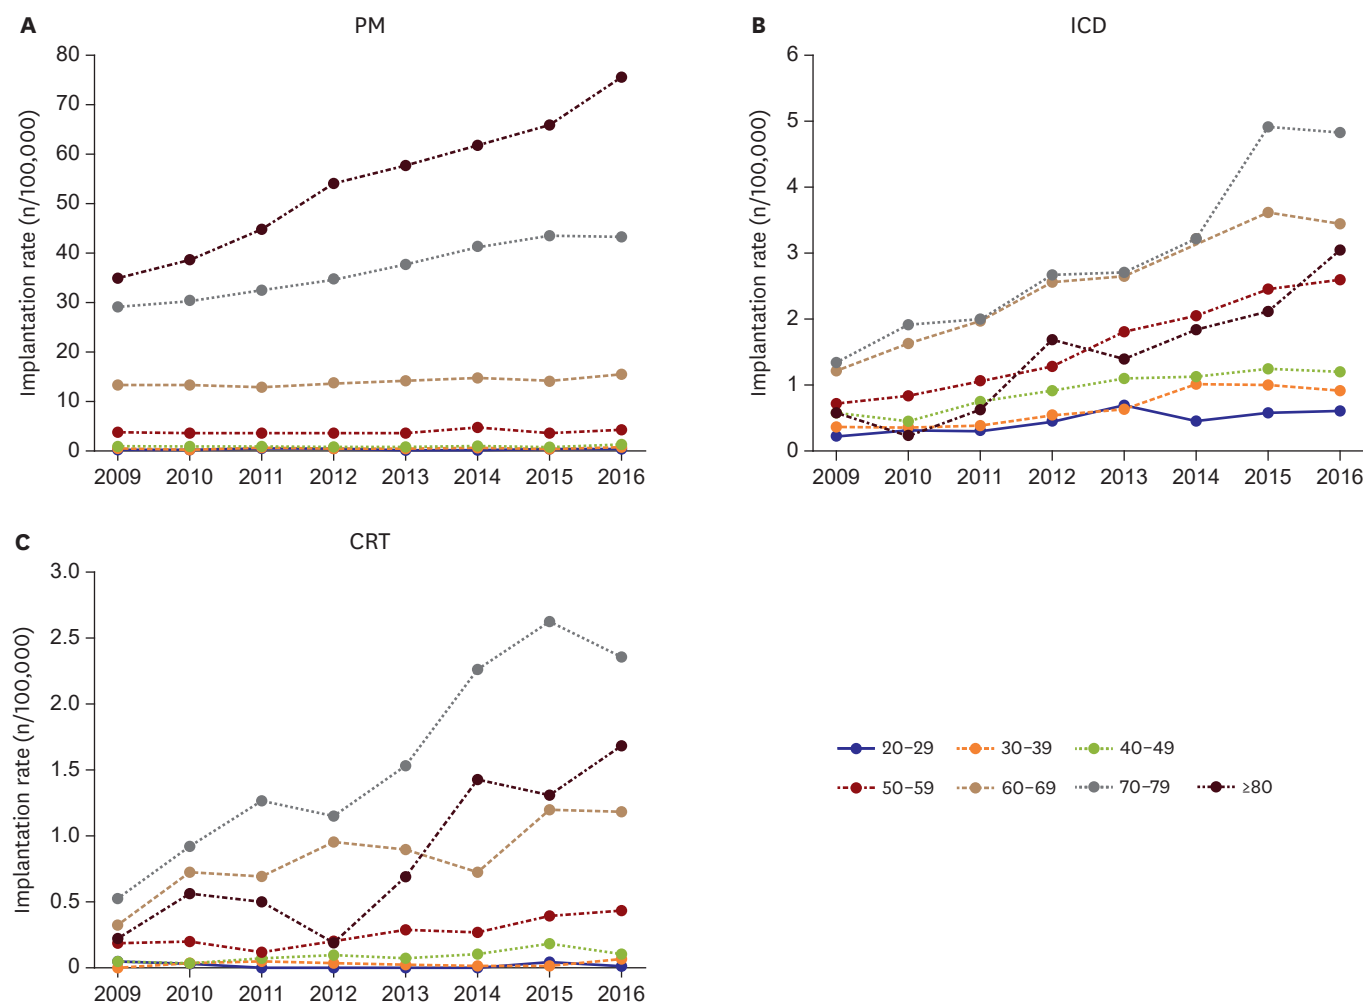 A
PM
Implantation rate (n/100,000)
80
70
60
50
40
30
20
10
0
2009 2010 2011 2012 2013 2014 2015 2016
B
ICD
Implantation rate (n/100,000)
6
5
4
3
2
1
0
2009 2010 2011 2012 2013 2014 2015 2016
C
CRT
Implantation rate (n/100,000)
3.0
2.5
2.0
1.5
1.0
0.5
0
2009 2010 2011 2012 2013 2014 2015 2016
20–29 30–39 40–49
50–59 60–69 70–79 ≥80